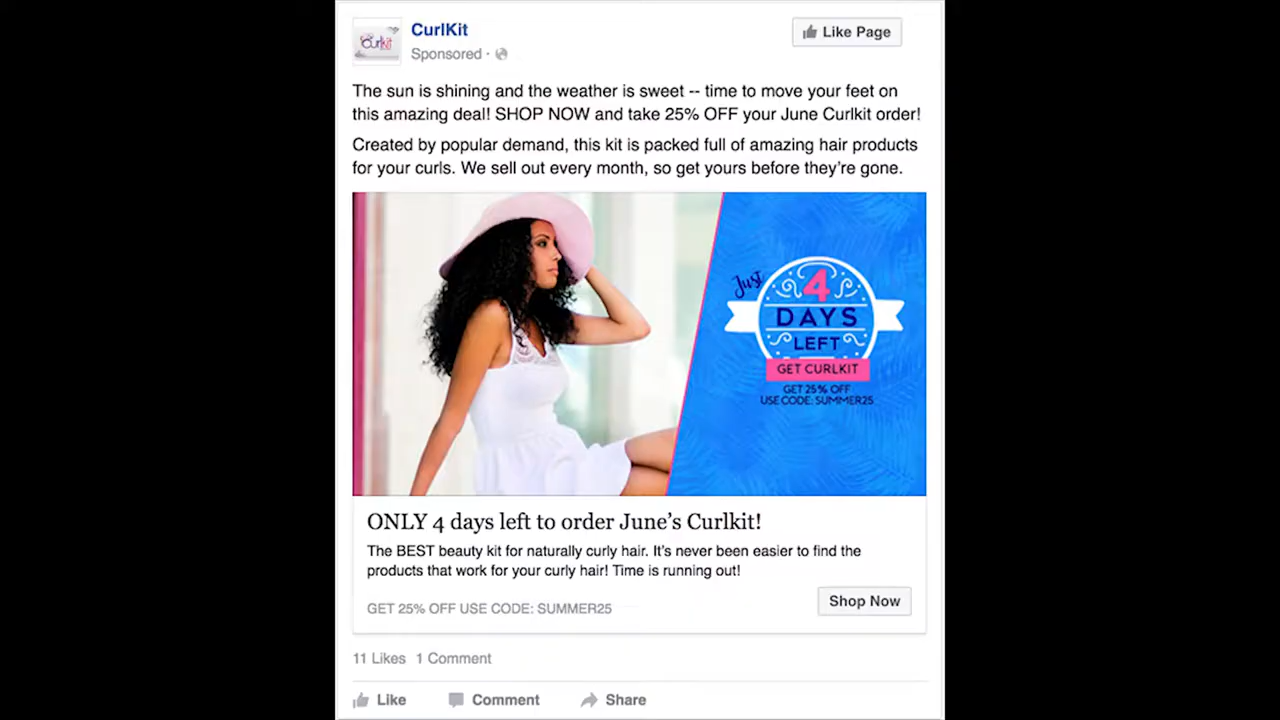 CurlKit
CurlKit
Like Page
Sponsored ·
The sun is shining and the weather is sweet -- time to move your feet on
this amazing deal! SHOP NOW and take 25% OFF your June Curlkit order!
Created by popular demand, this kit is packed full of amazing hair products
for your curls. We sell out every month, so get yours before they're gone.
Just
4
DAYS
LEFT
GET CURLKIT
GET 25% OFF
USE CODE: SUMMER25
ONLY 4 days left to order June's Curlkit!
The BEST beauty kit for naturally curly hair. It's never been easier to find the
products that work for your curly hair! Time is running out!
GET 25% OFF USE CODE: SUMMER25
Shop Now
11 Likes 1 Comment
Like Comment Share